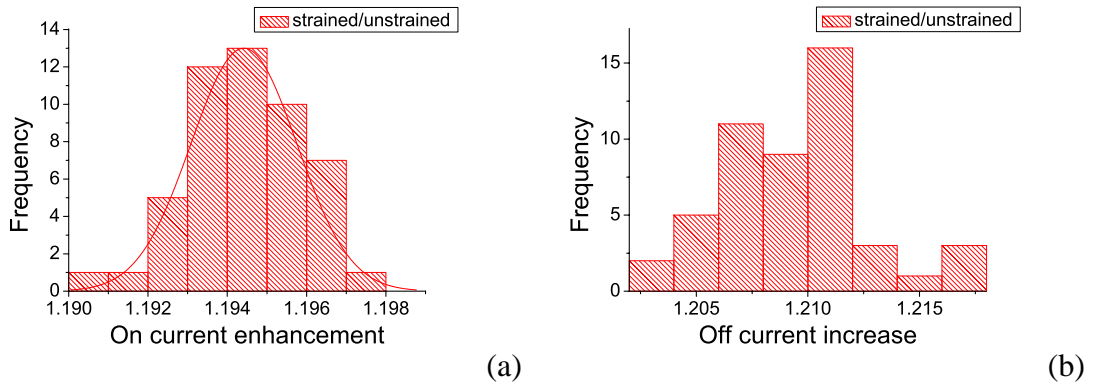 strained/unstrained
14
12
10
8
6
4
2
0
Frequency
1.190 1.192 1.194 1.196 1.198
On current enhancement
(a)
strained/unstrained
15
10
5
0
Frequency
1.205 1.210 1.215
Off current increase
(b)